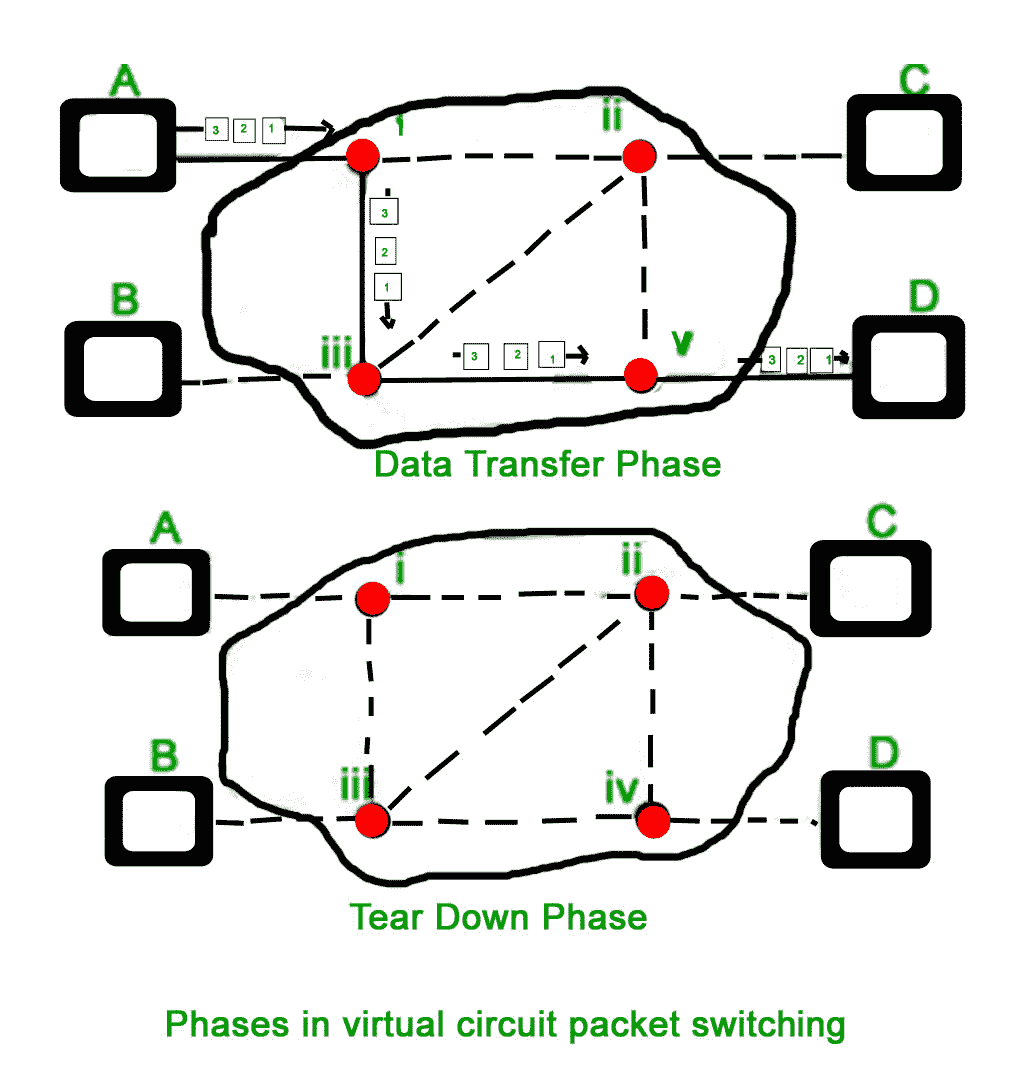 A
C
3 2 1
i
ii
3
2
1
B
D
iii
v
3 2 1
3 2 1
Data Transfer Phase
A
C
i
ii
B
D
iii
iv
Tear Down Phase
Phases in virtual circuit packet switching